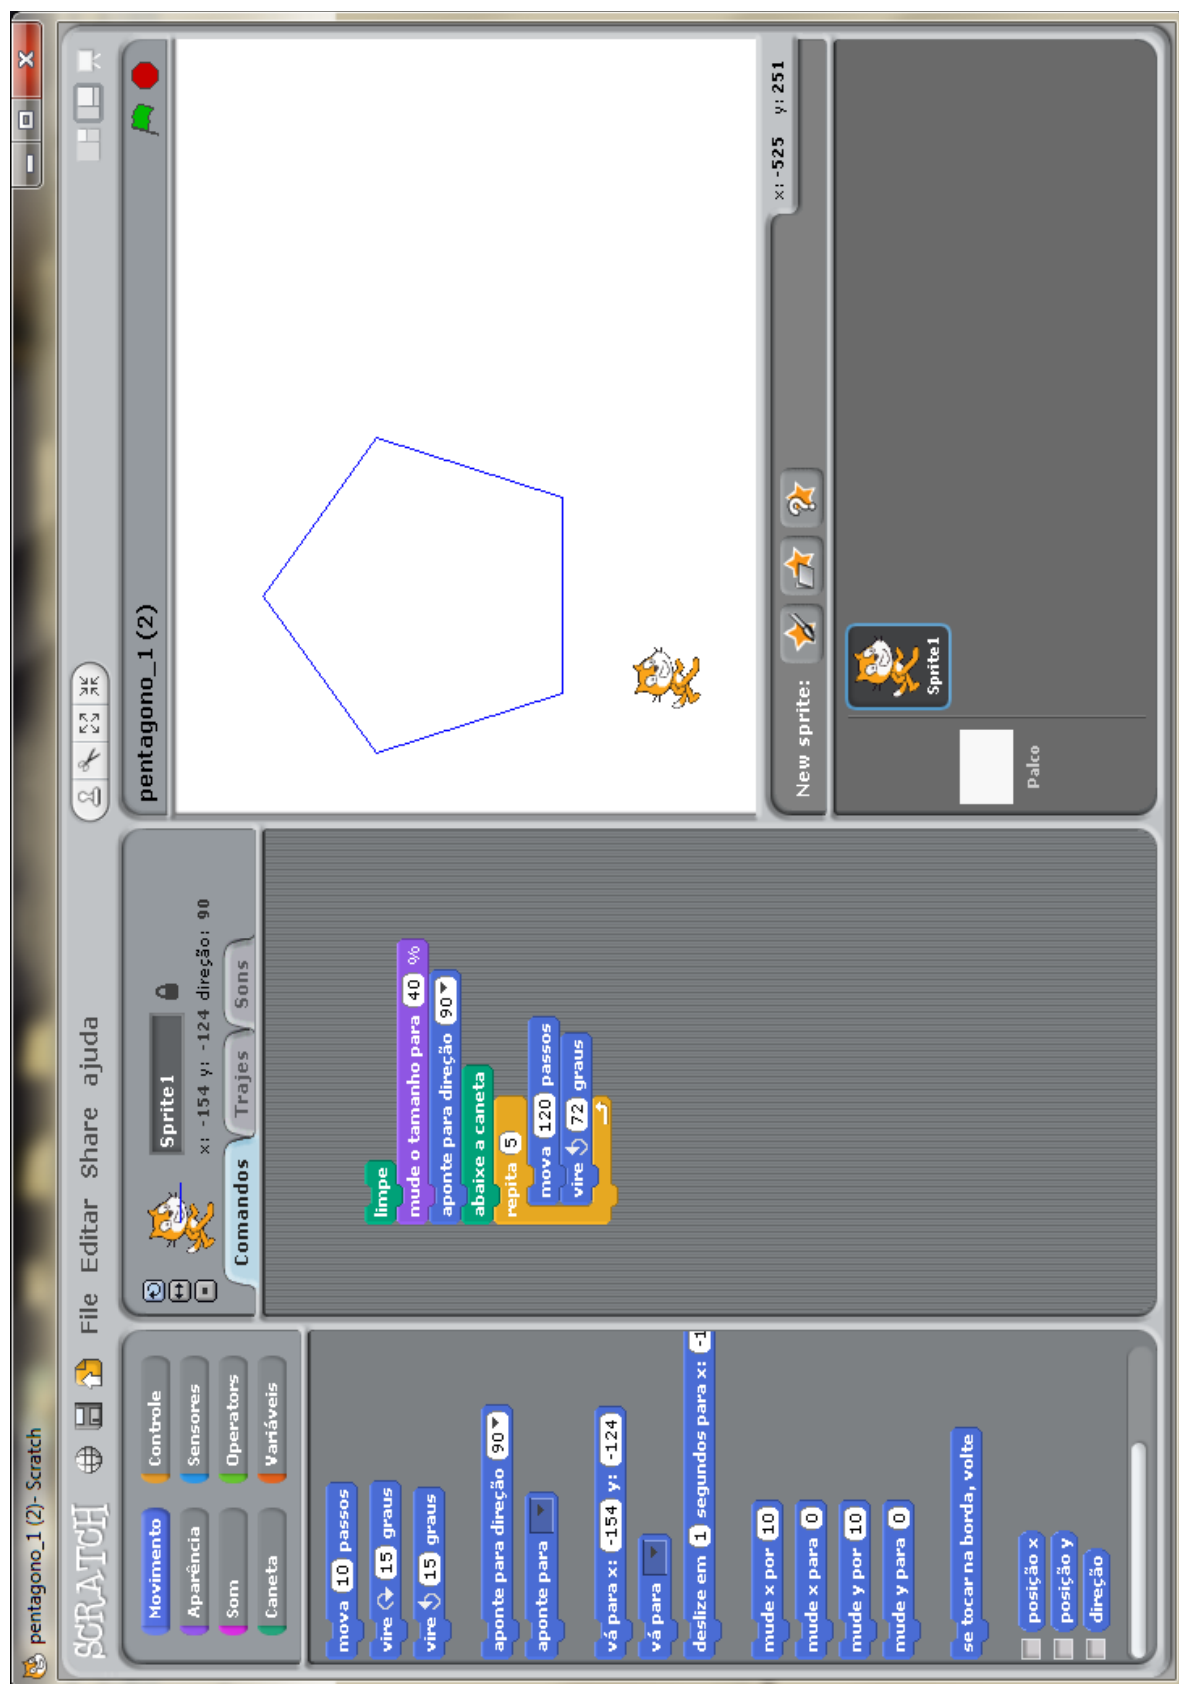 pentagono_1 (2)- Scratch
SCRATCH
File Editar Share ajuda
Movimento Controle
Aparência Sensores
Som Operators
Caneta Variáveis
mova 10 passos
vire 15 graus
vire 15 graus
aponte para direção 90
aponte para
vá para x: -154 y: -124
vá para
deslize em 1 segundos para x: -1
mude x por 10
mude x para 0
mude y por 10
mude y para 0
se tocar na borda, volte
posição x
posição y
direção
Sprite1
x: -154 y: -124 direção: 90
Comandos Trajes Sons
limpe
mude o tamanho para 40 %
aponte para direção 90
abaixe a caneta
repita 5
mova 120 passos
vire 72 graus
pentagono_1 (2)
x: -525 y: 251
New sprite:
Sprite1
Palco